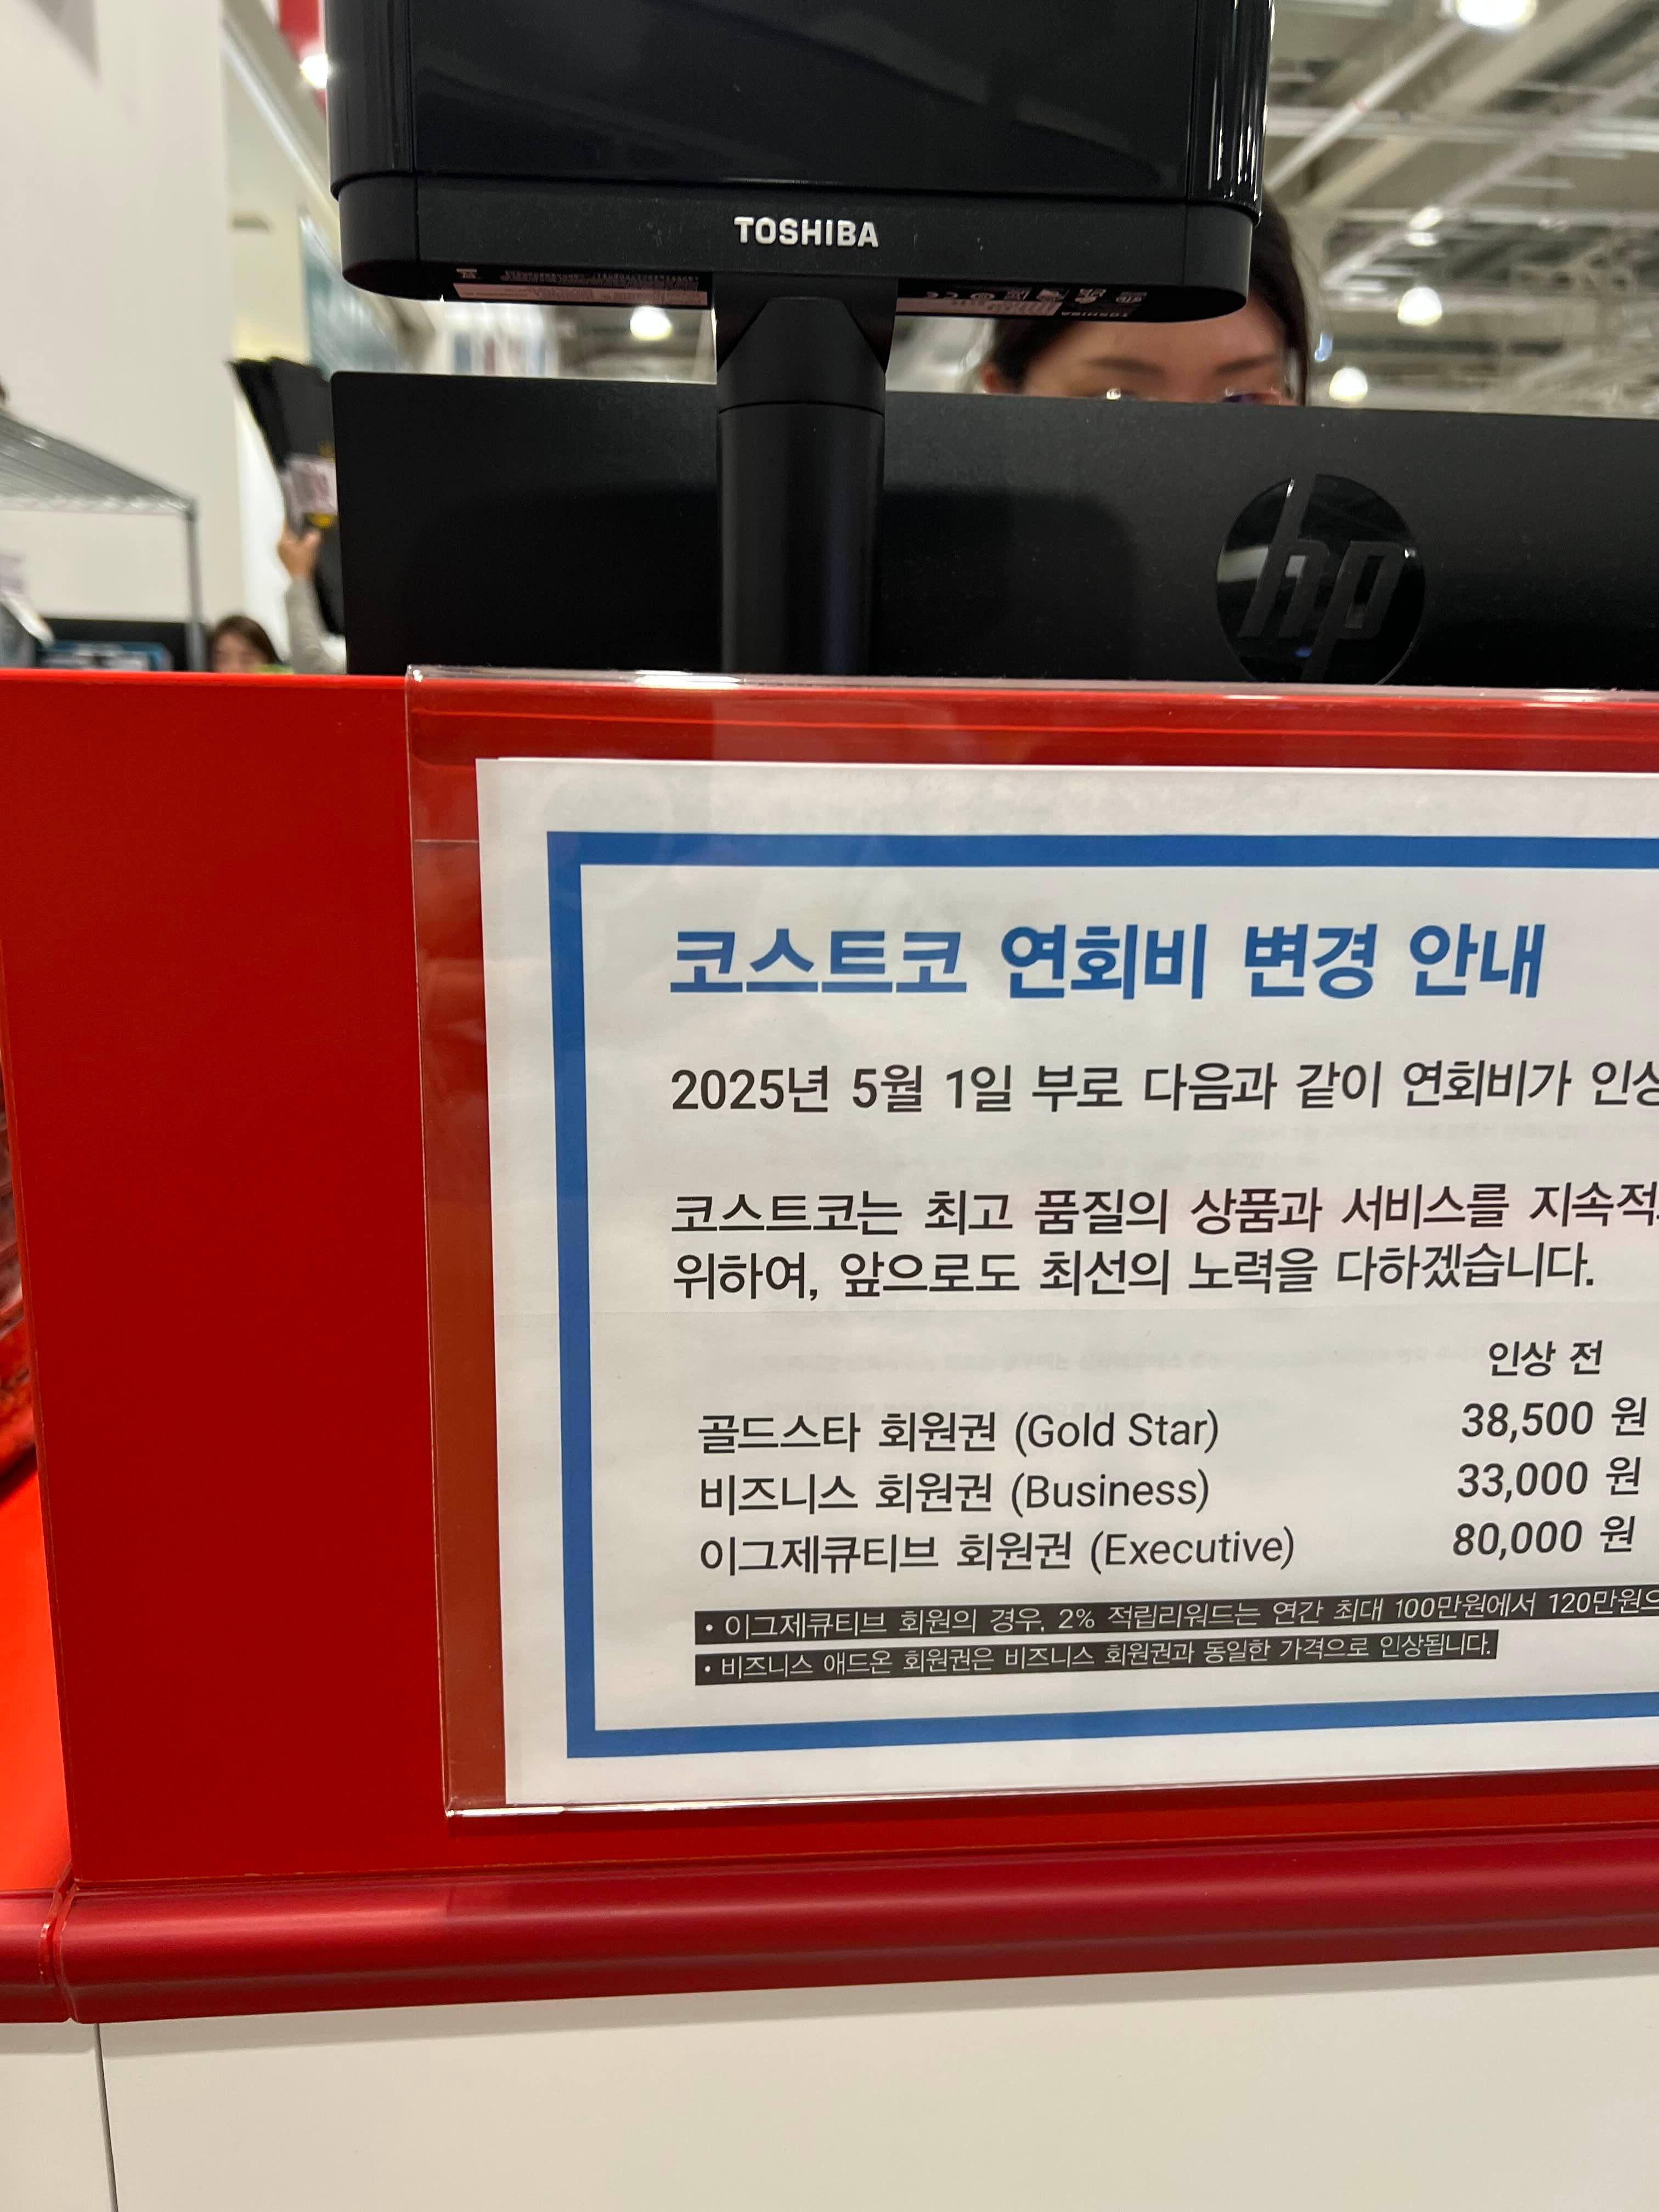 TOSHIBA
hp
코스트코 연회비 변경 안내
2025년 5월 1일 부로 다음과 같이 연회비가 인상
코스트코는 최고 품질의 상품과 서비스를 지속적
위하여, 앞으로도 최선의 노력을 다하겠습니다.
인상 전
골드스타 회원권 (Gold Star) 38,500 원
비즈니스 회원권 (Business) 33,000 원
이그제큐티브 회원권 (Executive) 80,000 원
• 이그제큐티브 회원의 경우, 2% 적립리워드는 연간 최대 100만원에서 120만원으
• 비즈니스 애드온 회원권은 비즈니스 회원권과 동일한 가격으로 인상됩니다.